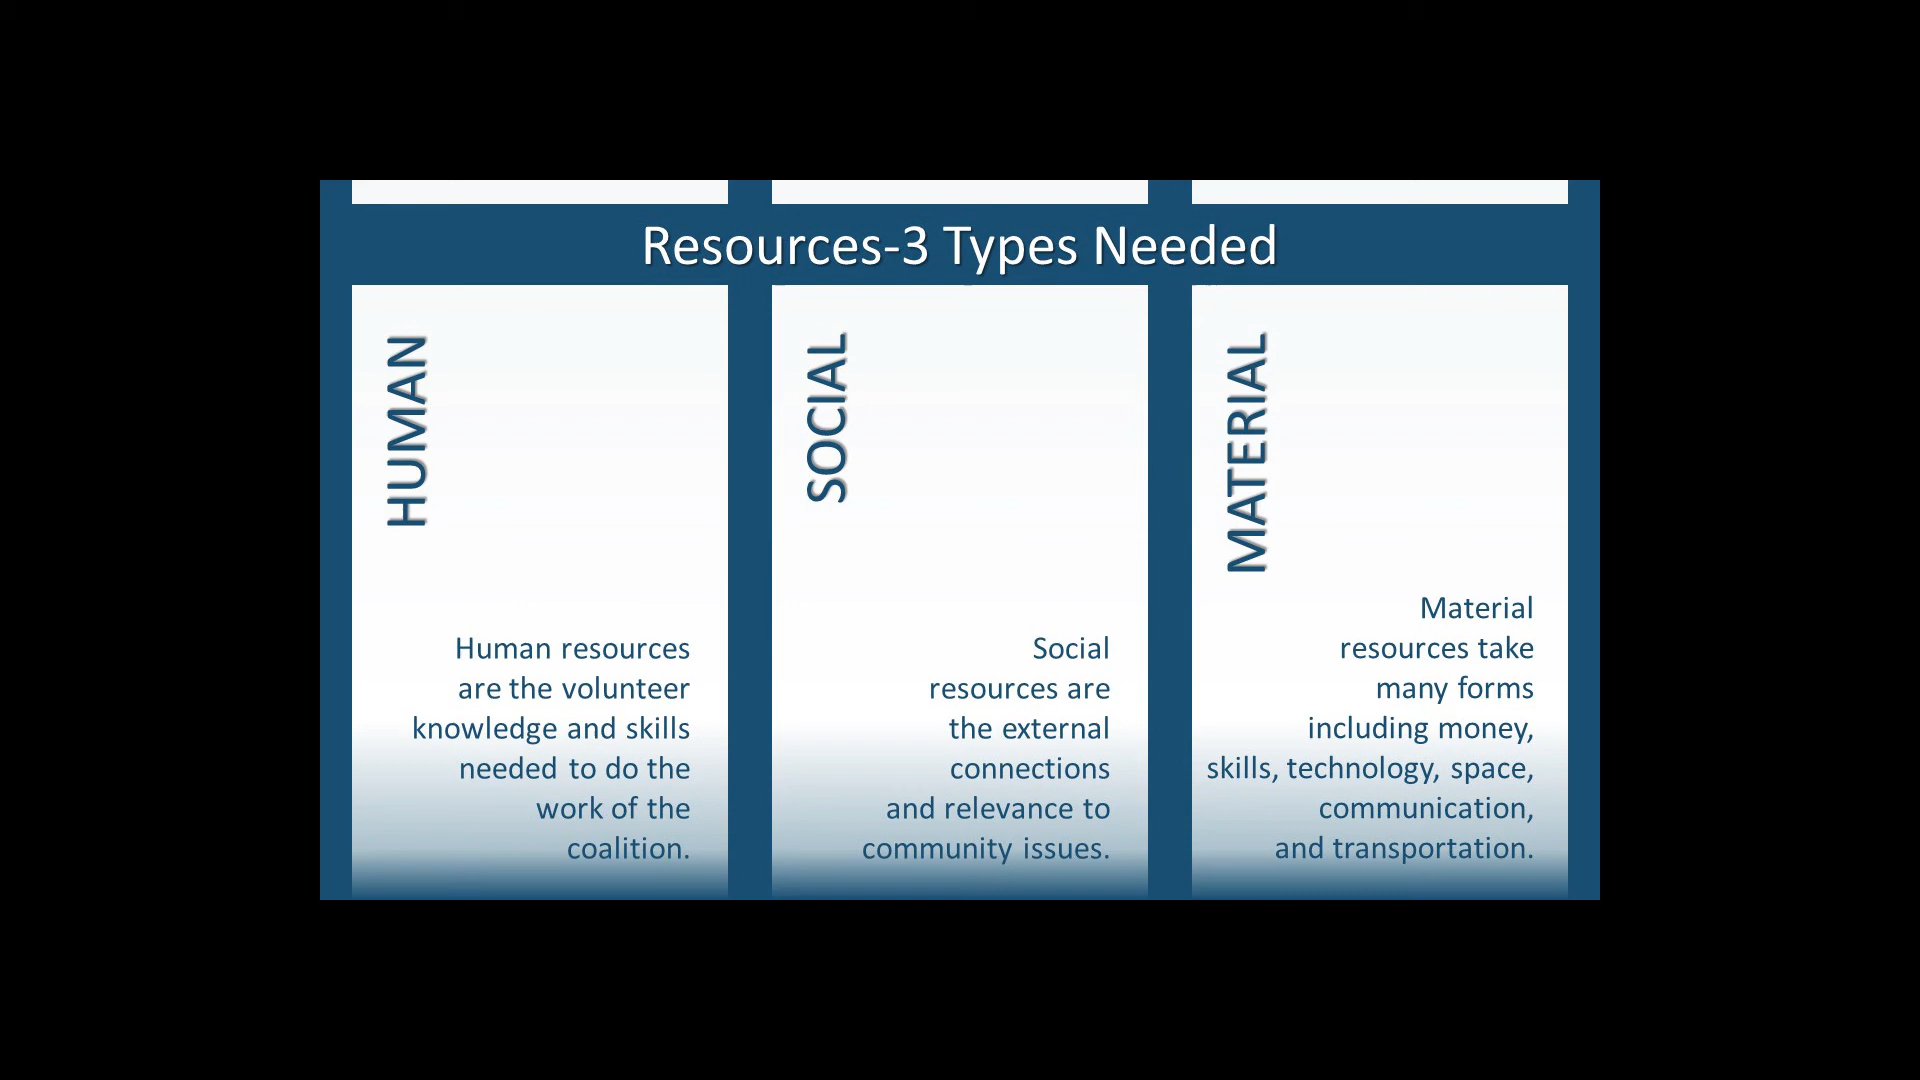 Resources-3 Types Needed
HUMAN
Human resources
are the volunteer
knowledge and skills
needed to do the
work of the
coalition.
SOCIAL
Social
resources are
the external
connections
and relevance to
community issues.
MATERIAL
Material
resources take
many forms
including money,
skills, technology, space,
communication,
and transportation.